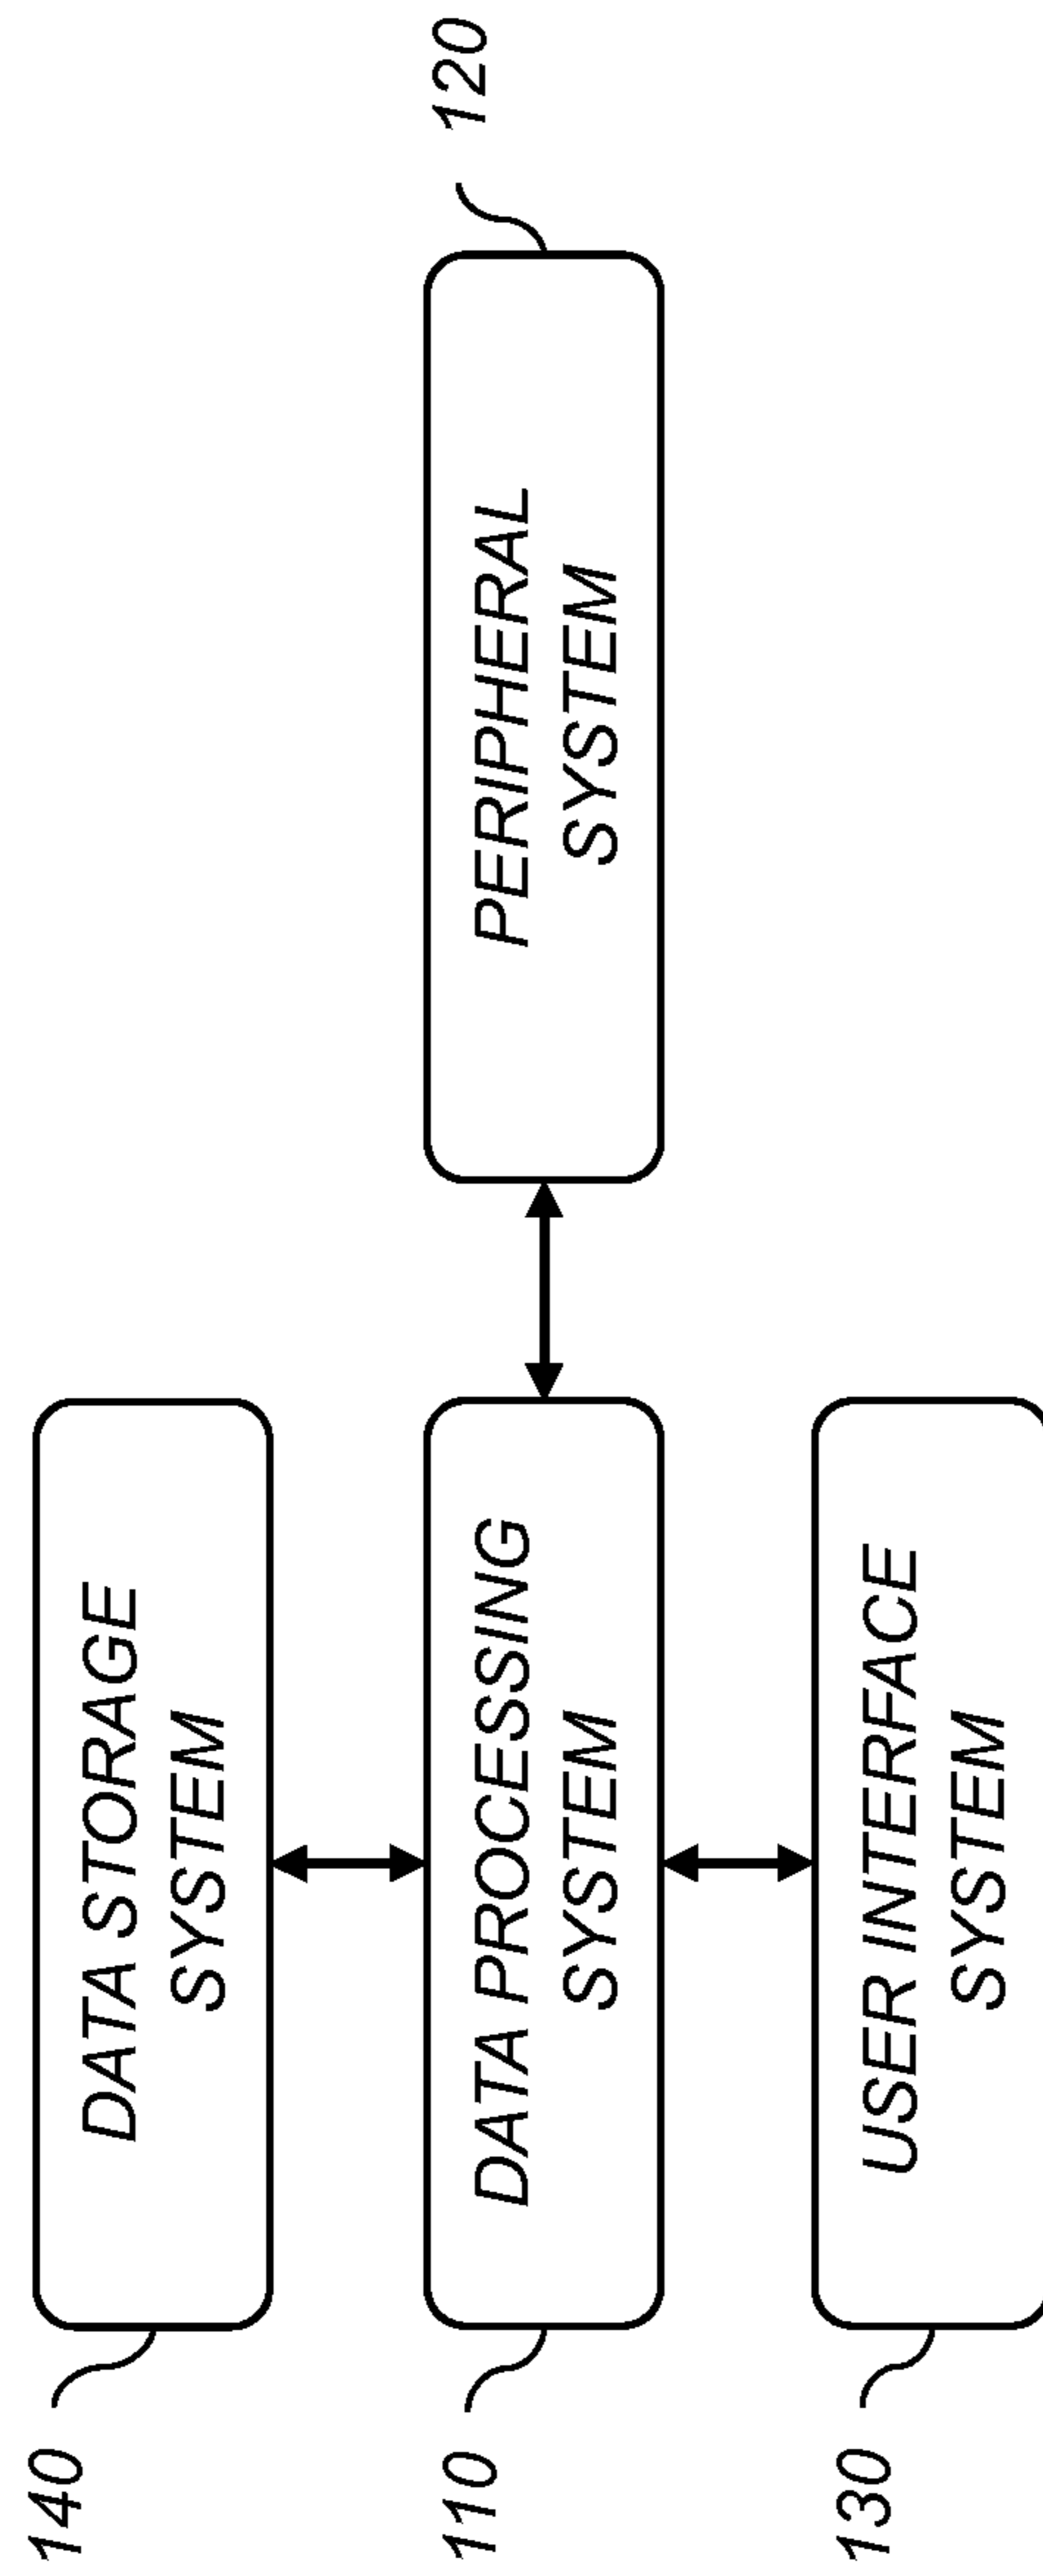 140
DATA STORAGE
SYSTEM
110
DATA PROCESSING
SYSTEM
PERIPHERAL
SYSTEM
120
130
USER INTERFACE
SYSTEM